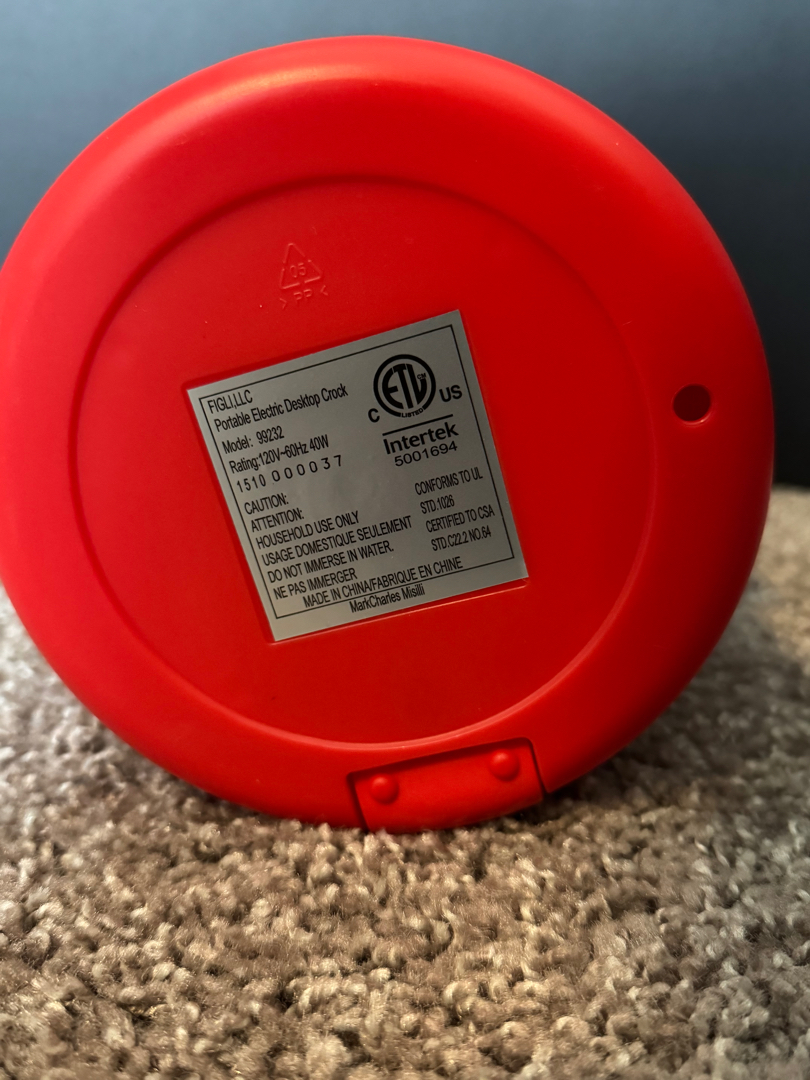 05
> PP <
FIGLI,LLC
Portable Electric Desktop Crock
Model: 99232
Rating:120V~60Hz 40W
1510 000037
ETL CM
LISTED
C US
Intertek
5001694
CAUTION:
ATTENTION:
HOUSEHOLD USE ONLY
USAGE DOMESTIQUE SEULEMENT
DO NOT IMMERSE IN WATER.
NE PAS IMMERGER
CONFORMS TO UL
STD.1026
CERTIFIED TO CSA
STD.C22.2 NO.64
MADE IN CHINA/FABRIQUE EN CHINE
MarkCharles Misilli